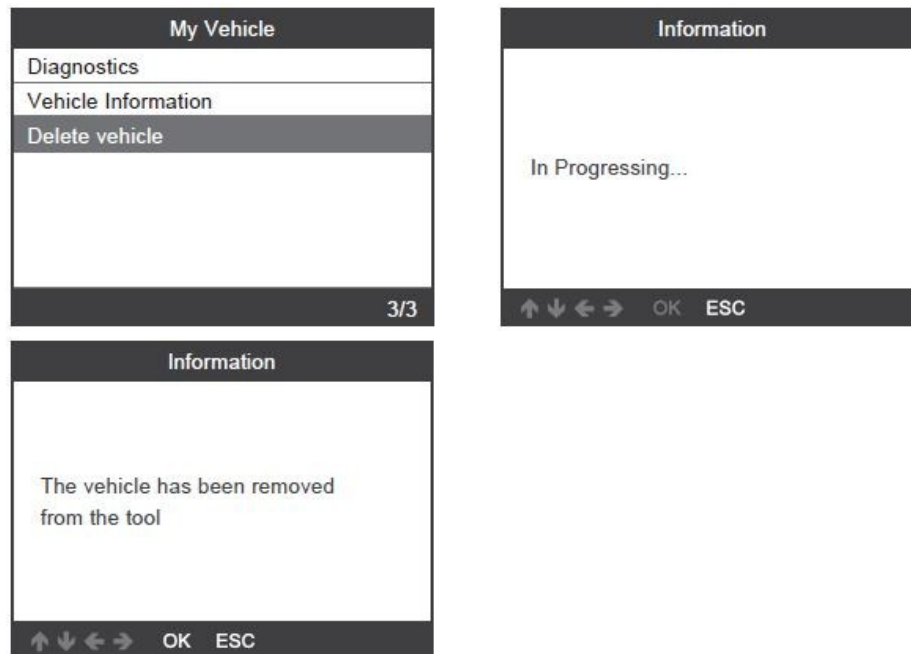 My Vehicle
Diagnostics
Vehicle Information
Delete vehicle
3/3
Information
In Progressing...
OK ESC
Information
The vehicle has been removed
from the tool
OK ESC